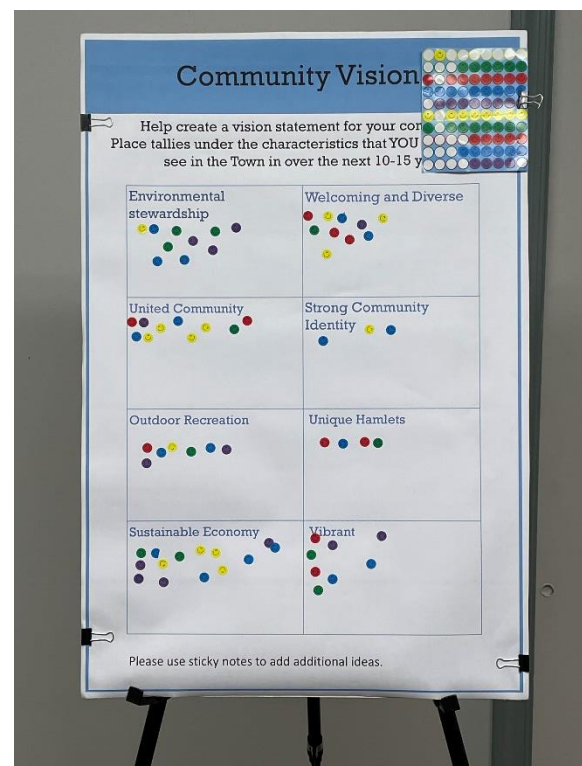 Community Vision
Help create a vision statement for your
Place tallies under the characteristics that YOU
see in the Town in over the next 10-15
Environmental
stewardship
Welcoming and Diverse
United Community
Strong Community
Identity
Outdoor Recreation
Unique Hamlets
Sustainable Economy
Vibrant
Please use sticky notes to add additional ideas.